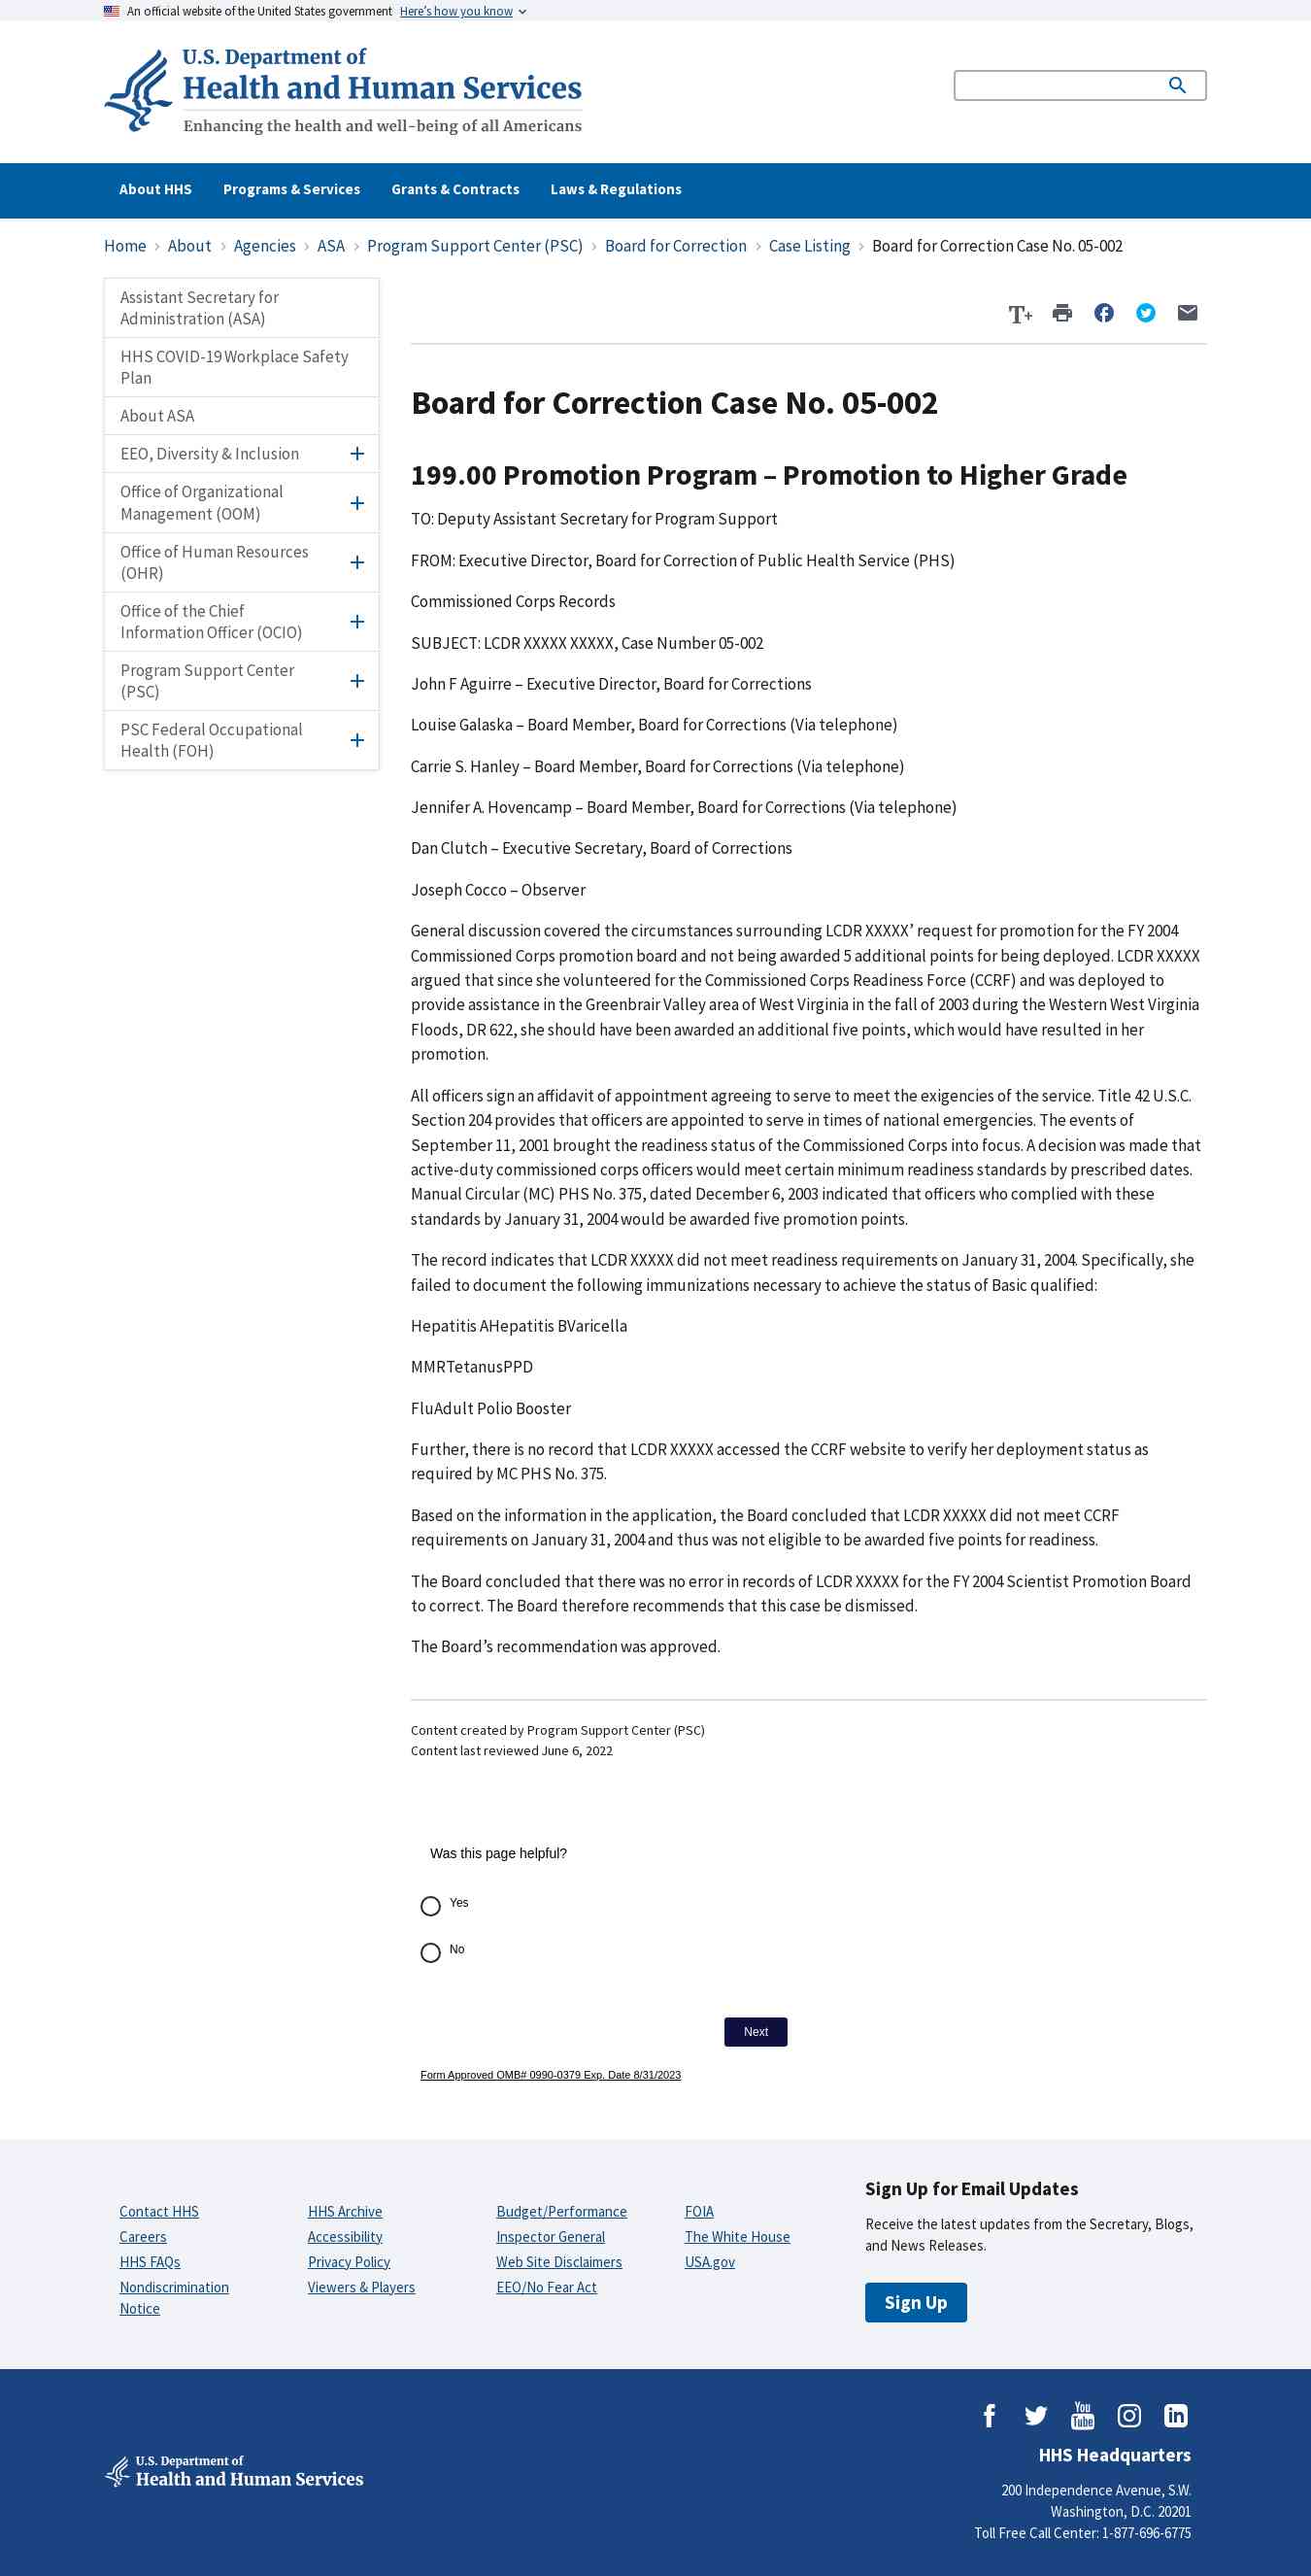 An official website of the United States government Here's how you know
U.S. Department of
Health and Human Services
Enhancing the health and well-being of all Americans
About HHS Programs & Services Grants & Contracts Laws & Regulations
Home > About > Agencies > ASA > Program Support Center (PSC) > Board for Correction > Case Listing > Board for Correction Case No. 05-002
Assistant Secretary for
Administration (ASA)
HHS COVID-19 Workplace Safety
Plan
About ASA
EEO, Diversity & Inclusion +
Office of Organizational
Management (OOM) +
Office of Human Resources
(OHR) +
Office of the Chief
Information Officer (OCIO) +
Program Support Center
(PSC) +
PSC Federal Occupational
Health (FOH) +
T+
Board for Correction Case No. 05-002
199.00 Promotion Program – Promotion to Higher Grade
TO: Deputy Assistant Secretary for Program Support
FROM: Executive Director, Board for Correction of Public Health Service (PHS)
Commissioned Corps Records
SUBJECT: LCDR XXXXX XXXXX, Case Number 05-002
John F Aguirre – Executive Director, Board for Corrections
Louise Galaska – Board Member, Board for Corrections (Via telephone)
Carrie S. Hanley – Board Member, Board for Corrections (Via telephone)
Jennifer A. Hovencamp – Board Member, Board for Corrections (Via telephone)
Dan Clutch – Executive Secretary, Board of Corrections
Joseph Cocco – Observer
General discussion covered the circumstances surrounding LCDR XXXXX' request for promotion for the FY 2004
Commissioned Corps promotion board and not being awarded 5 additional points for being deployed. LCDR XXXXX
argued that since she volunteered for the Commissioned Corps Readiness Force (CCRF) and was deployed to
provide assistance in the Greenbrair Valley area of West Virginia in the fall of 2003 during the Western West Virginia
Floods, DR 622, she should have been awarded an additional five points, which would have resulted in her
promotion.
All officers sign an affidavit of appointment agreeing to serve to meet the exigencies of the service. Title 42 U.S.C.
Section 204 provides that officers are appointed to serve in times of national emergencies. The events of
September 11, 2001 brought the readiness status of the Commissioned Corps into focus. A decision was made that
active-duty commissioned corps officers would meet certain minimum readiness standards by prescribed dates.
Manual Circular (MC) PHS No. 375, dated December 6, 2003 indicated that officers who complied with these
standards by January 31, 2004 would be awarded five promotion points.
The record indicates that LCDR XXXXX did not meet readiness requirements on January 31, 2004. Specifically, she
failed to document the following immunizations necessary to achieve the status of Basic qualified:
Hepatitis AHepatitis BVaricella
MMRTetanusPPD
FluAdult Polio Booster
Further, there is no record that LCDR XXXXX accessed the CCRF website to verify her deployment status as
required by MC PHS No. 375.
Based on the information in the application, the Board concluded that LCDR XXXXX did not meet CCRF
requirements on January 31, 2004 and thus was not eligible to be awarded five points for readiness.
The Board concluded that there was no error in records of LCDR XXXXX for the FY 2004 Scientist Promotion Board
to correct. The Board therefore recommends that this case be dismissed.
The Board's recommendation was approved.
Content created by Program Support Center (PSC)
Content last reviewed June 6, 2022
Was this page helpful?
Yes
No
Next
Form Approved OMB# 0990-0379 Exp. Date 8/31/2023
Contact HHS
Careers
HHS FAQs
Nondiscrimination
Notice
HHS Archive
Accessibility
Privacy Policy
Viewers & Players
Budget/Performance
Inspector General
Web Site Disclaimers
EEO/No Fear Act
FOIA
The White House
USA.gov
Sign Up for Email Updates
Receive the latest updates from the Secretary, Blogs,
and News Releases.
Sign Up
You
Tube
U.S. Department of
Health and Human Services
HHS Headquarters
200 Independence Avenue, S.W.
Washington, D.C. 20201
Toll Free Call Center: 1-877-696-6775